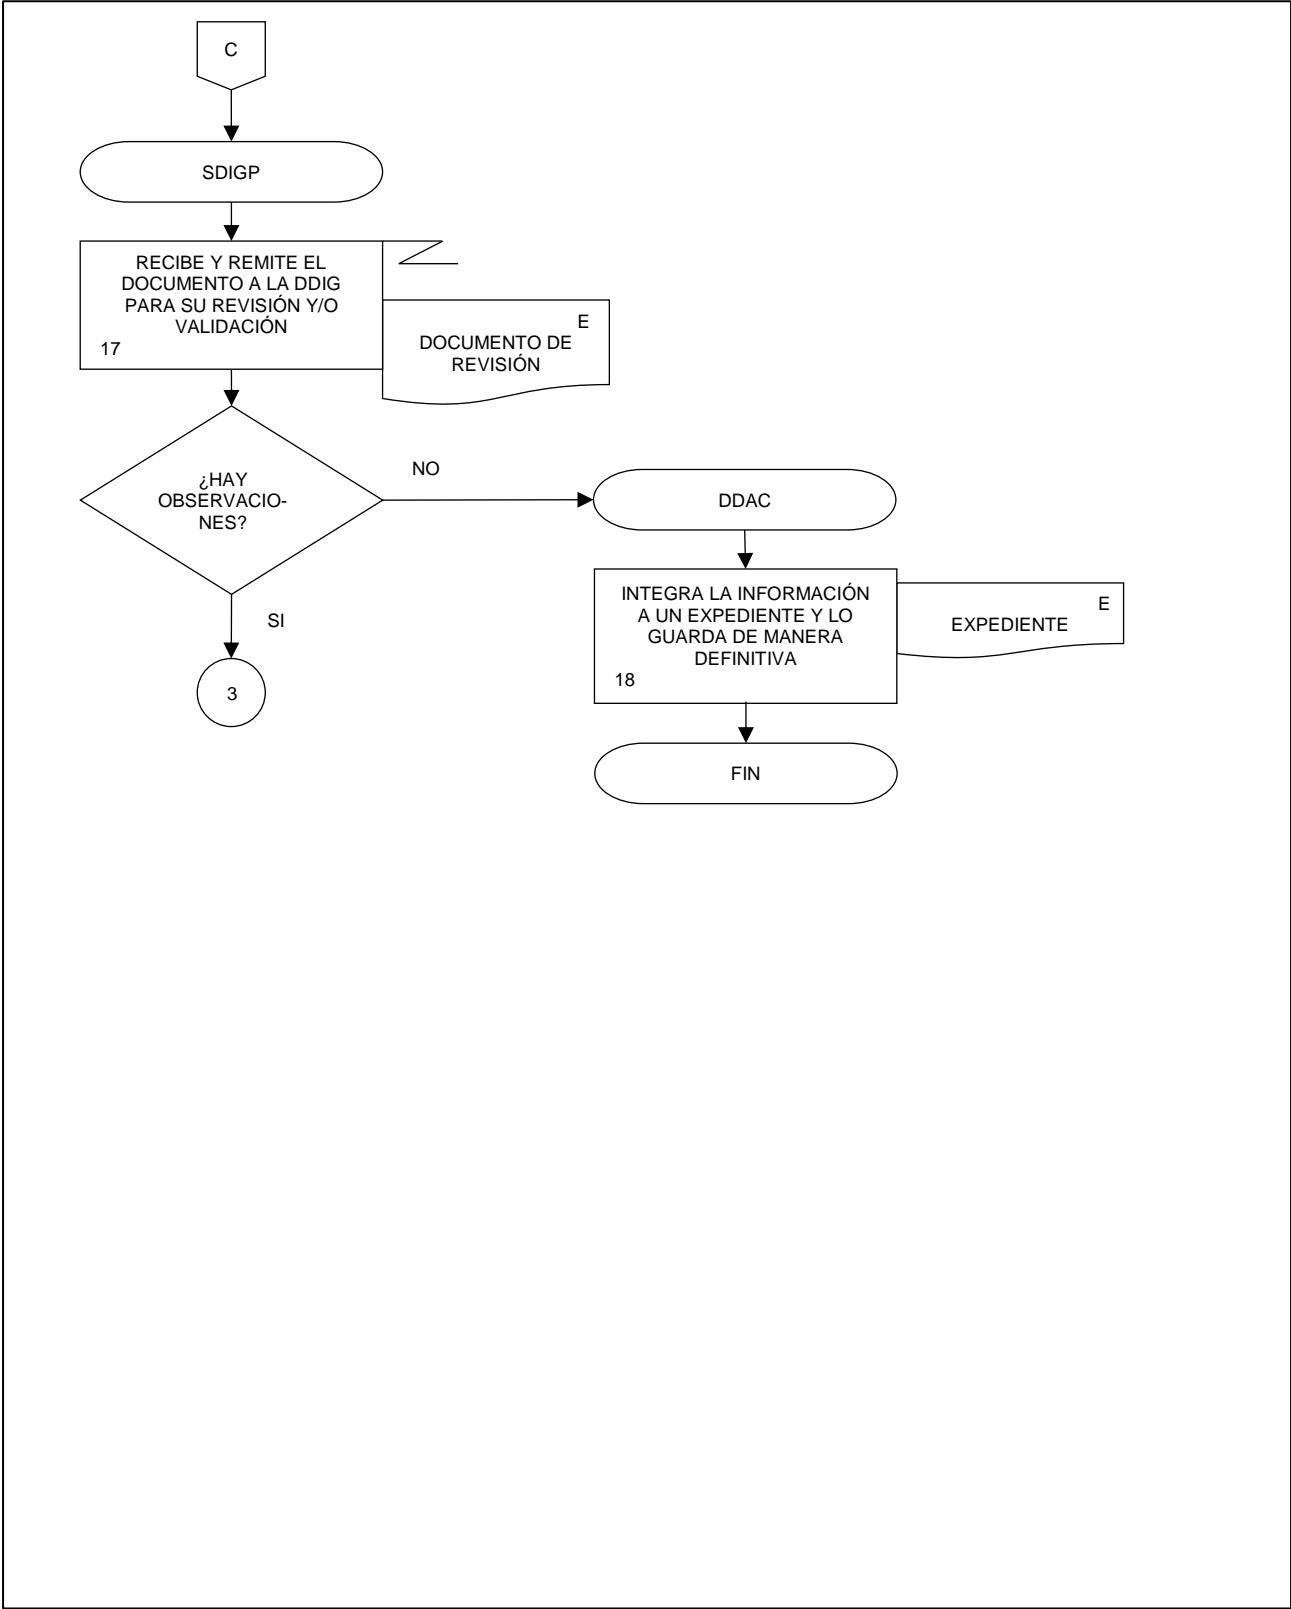 C
SDIGP
RECIBE Y REMITE EL
DOCUMENTO A LA DDIG
PARA SU REVISIÓN Y/O
VALIDACIÓN
17
E
DOCUMENTO DE
REVISIÓN
¿HAY
OBSERVACIO-
NES?
NO
SI
3
DDAC
INTEGRA LA INFORMACIÓN
A UN EXPEDIENTE Y LO
GUARDA DE MANERA
DEFINITIVA
18
E
EXPEDIENTE
FIN